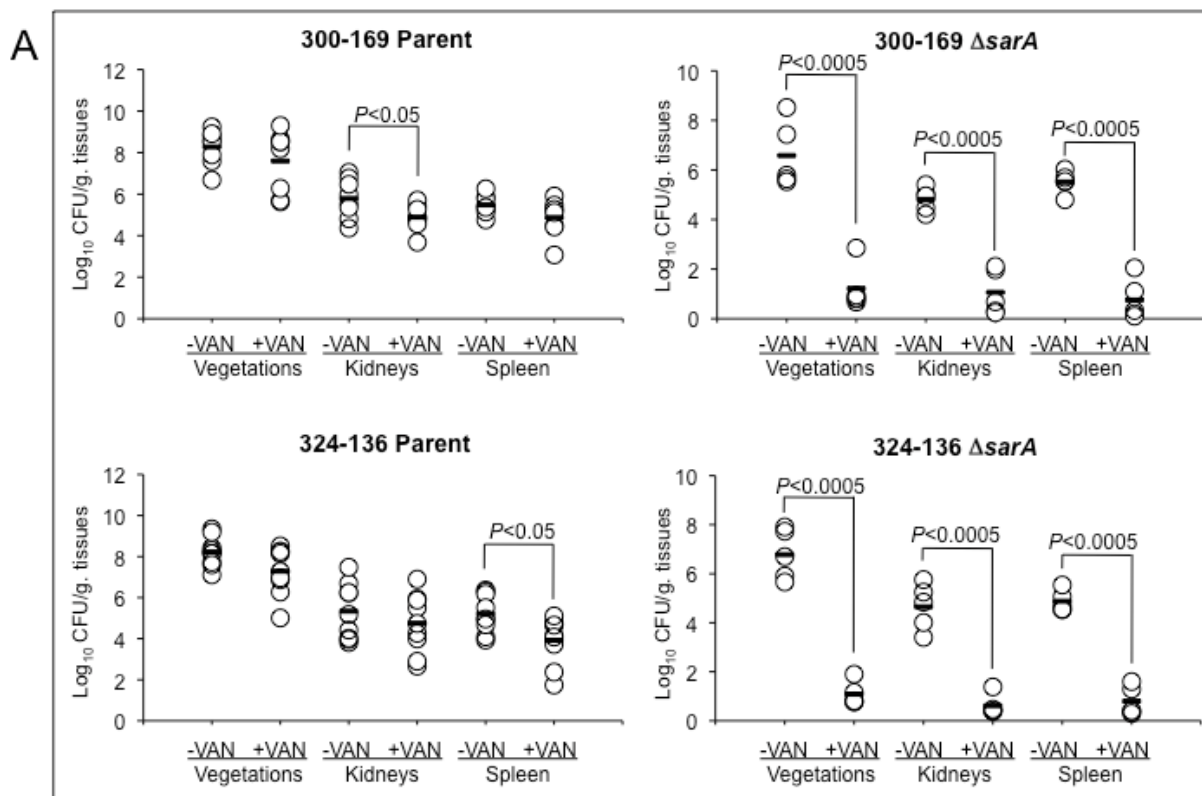 A
300-169 Parent
Log10 CFU/g. tissues
12
10
8
6
4
2
0
P<0.05
-VAN +VAN -VAN +VAN -VAN +VAN
Vegetations Kidneys Spleen
300-169 ΔsarA
Log10 CFU/g. tissues
10
8
6
4
2
0
P<0.0005
P<0.0005
P<0.0005
-VAN +VAN -VAN +VAN -VAN +VAN
Vegetations Kidneys Spleen
324-136 Parent
Log10 CFU/g. tissues
12
10
8
6
4
2
0
P<0.05
-VAN +VAN -VAN +VAN -VAN +VAN
Vegetations Kidneys Spleen
324-136 ΔsarA
Log10 CFU/g. tissues
10
8
6
4
2
0
P<0.0005
P<0.0005
P<0.0005
-VAN +VAN -VAN +VAN -VAN +VAN
Vegetations Kidneys Spleen